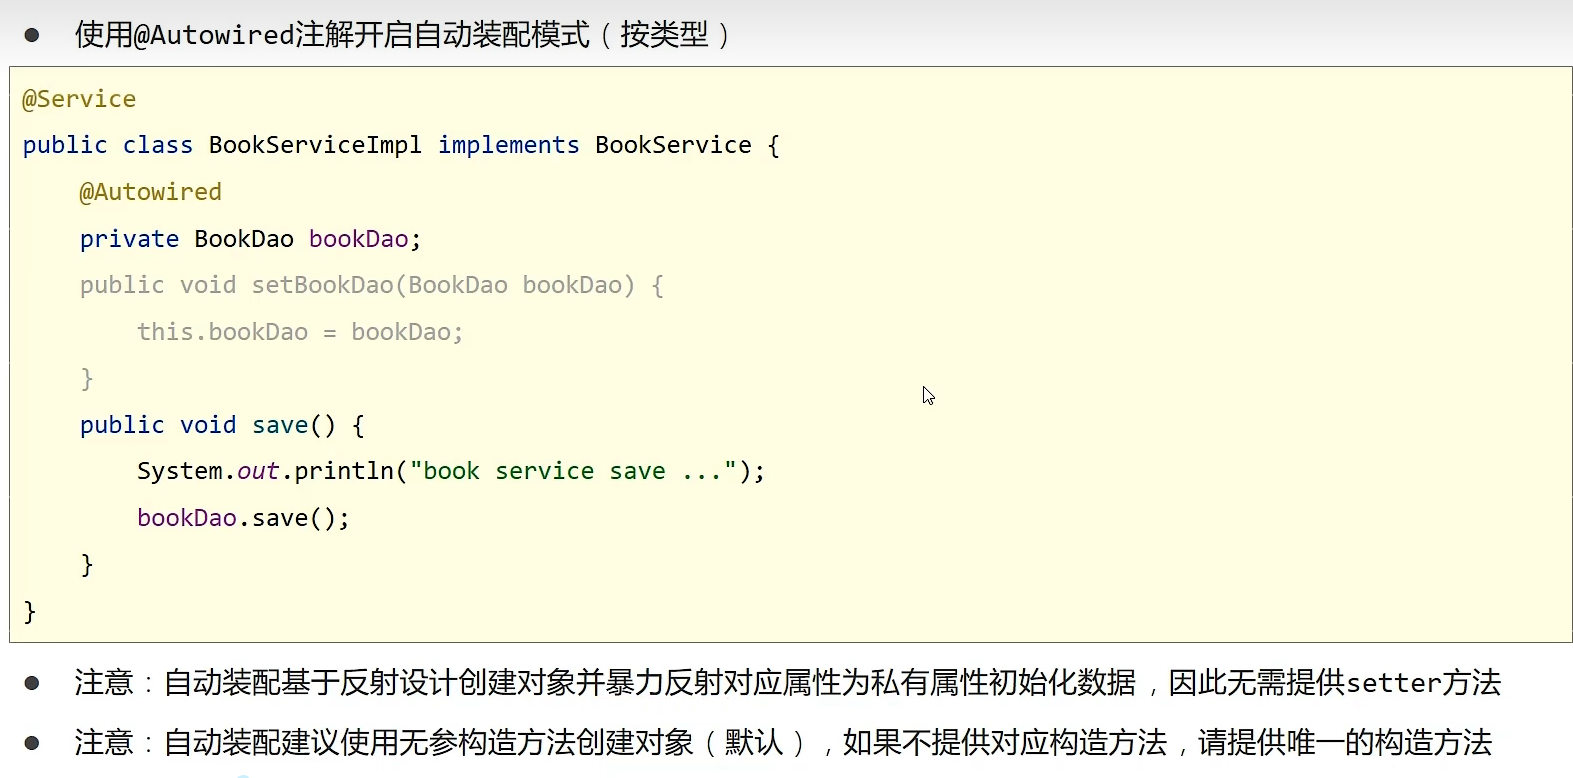 ● 使用@Autowired注解开启自动装配模式（按类型）
@Service
public class BookServiceImpl implements BookService {
    @Autowired
    private BookDao bookDao;
    public void setBookDao(BookDao bookDao) {
        this.bookDao = bookDao;
    }
    public void save() {
        System.out.println("book service save ...");
        bookDao.save();
    }
}
● 注意：自动装配基于反射设计创建对象并暴力反射对应属性为私有属性初始化数据，因此无需提供setter方法
● 注意：自动装配建议使用无参构造方法创建对象（默认），如果不提供对应构造方法，请提供唯一的构造方法